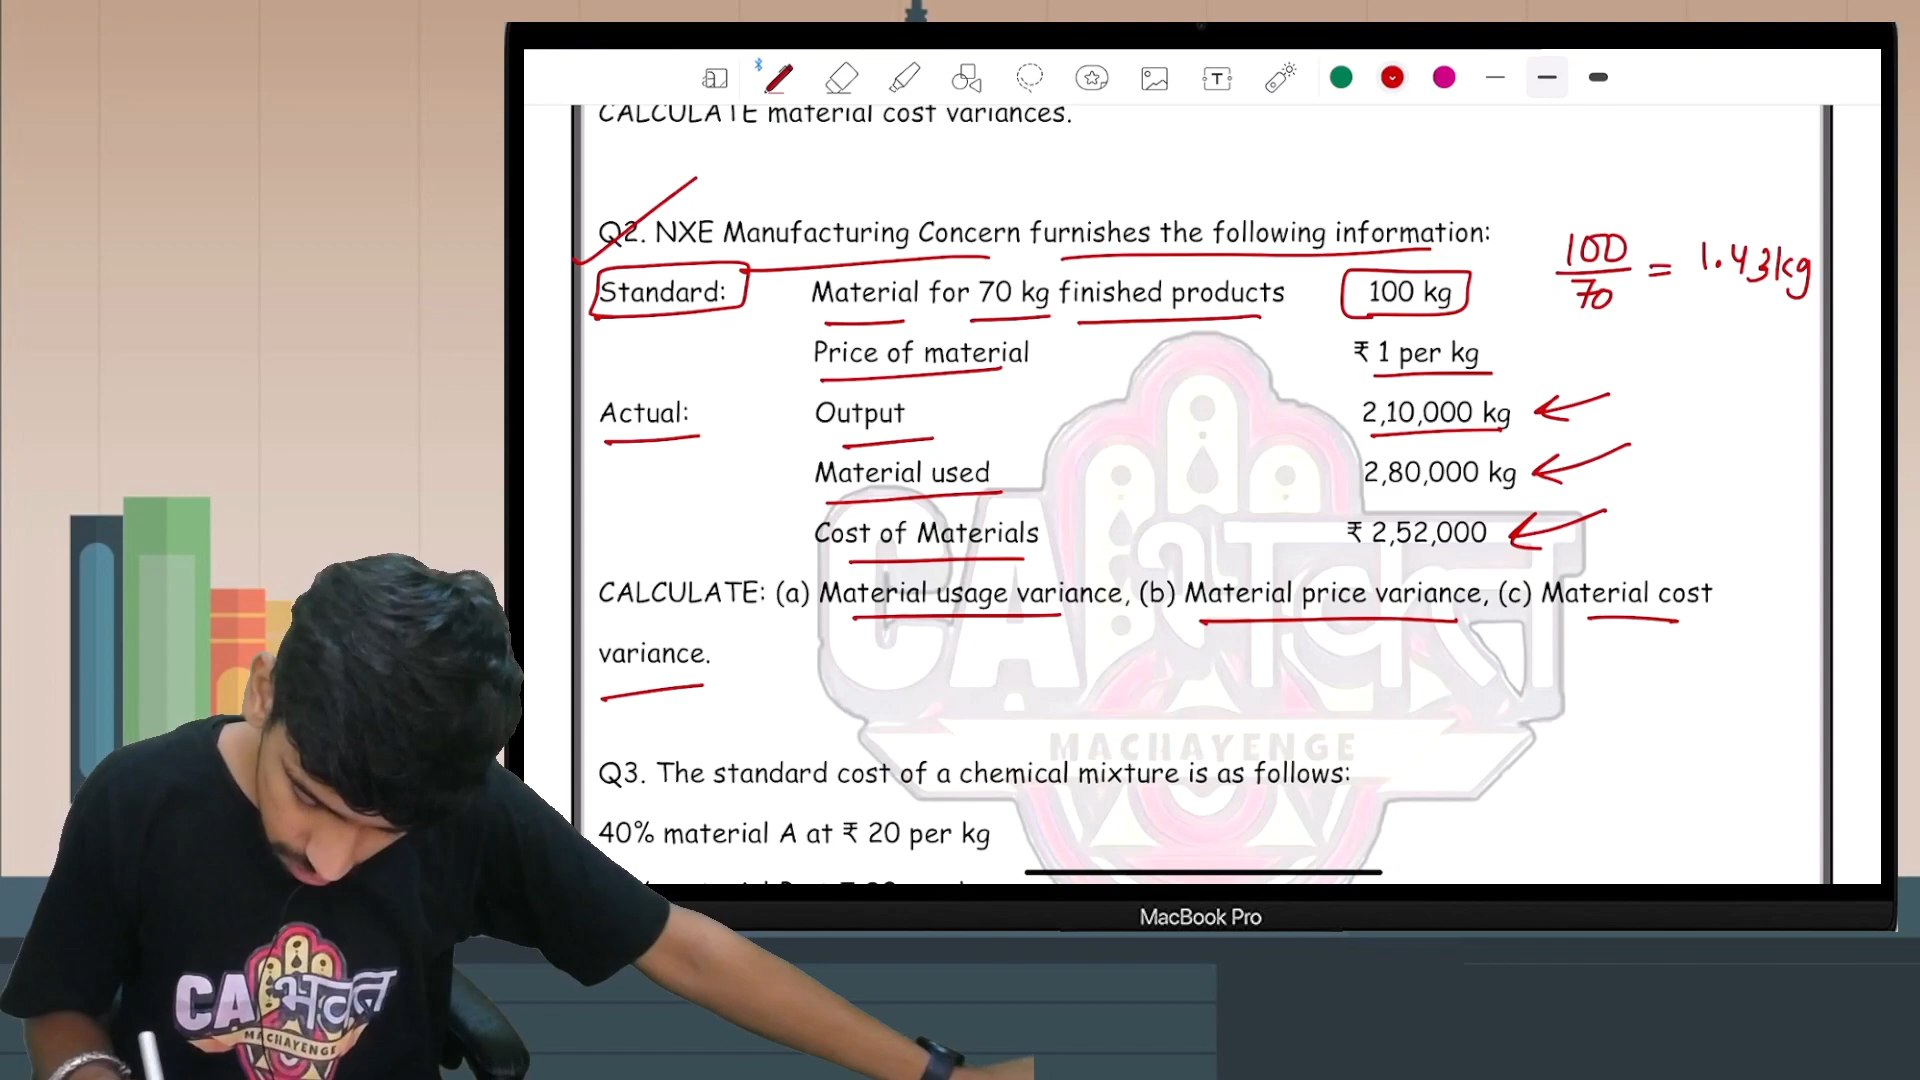 CALCULATE material cost variances.
Q2. NXE Manufacturing Concern furnishes the following information:
Standard: Material for 70 kg finished products 100 kg
100/70 = 1.43kg
Price of material ₹ 1 per kg
Actual: Output 2,10,000 kg
Material used 2,80,000 kg
Cost of Materials ₹ 2,52,000
CALCULATE: (a) Material usage variance, (b) Material price variance, (c) Material cost
variance.
Q3. The standard cost of a chemical mixture is as follows:
40% material A at ₹ 20 per kg
CA भक्त
MACHAYENGE
MacBook Pro
CA भक्त
MACHAYENGE